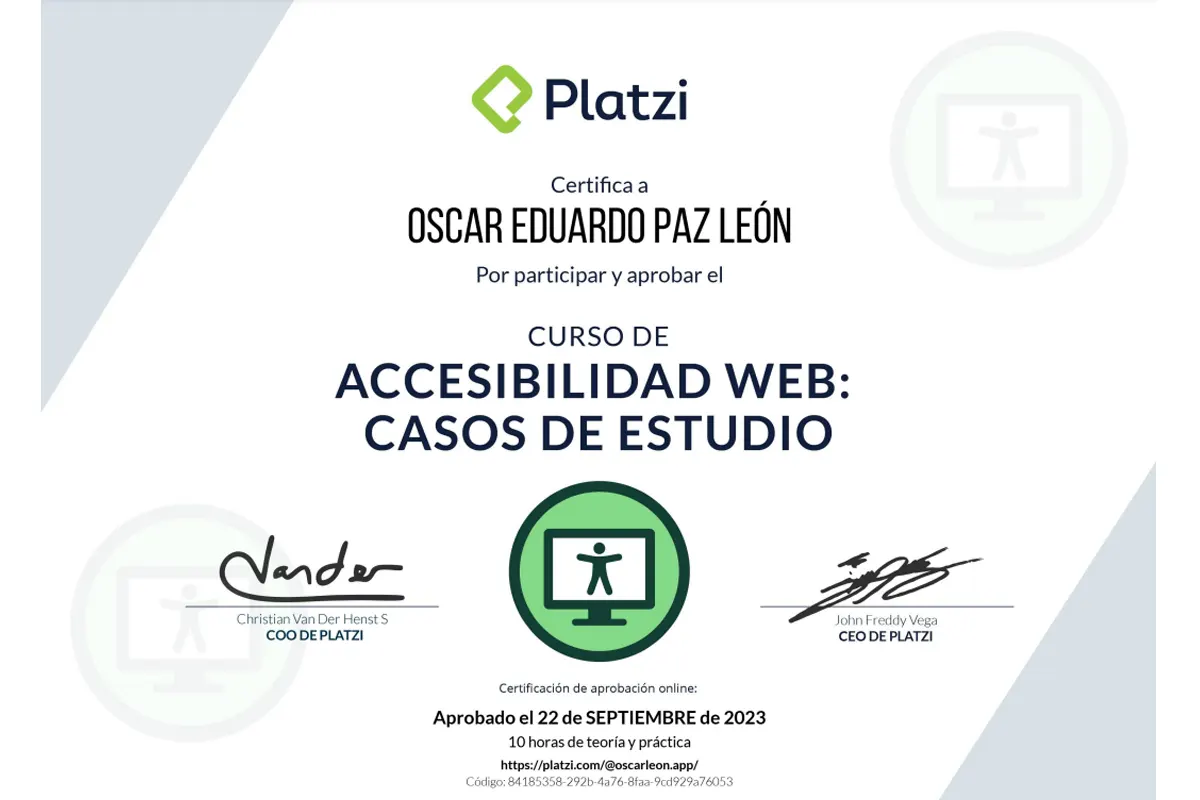 Platzi
Certifica a
OSCAR EDUARDO PAZ LEÓN
Por participar y aprobar el
CURSO DE
ACCESIBILIDAD WEB:
CASOS DE ESTUDIO
Vander
Christian Van Der Henst S
COO DE PLATZI
John Freddy Vega
CEO DE PLATZI
Certificación de aprobación online:
Aprobado el 22 de SEPTIEMBRE de 2023
10 horas de teoría y práctica
https://platzi.com/@oscarleon.app/
Código: 84185358-292b-4a76-8faa-9cd929a76053